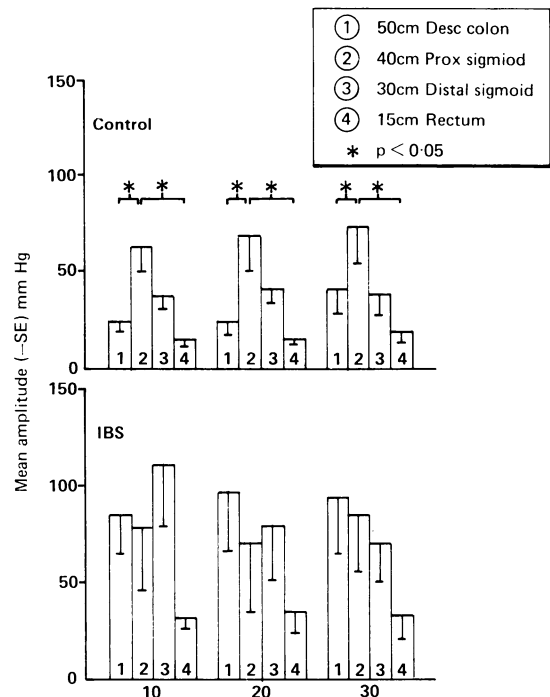 ① 50cm Desc colon
② 40cm Prox sigmiod
③ 30cm Distal sigmoid
④ 15cm Rectum
* p < 0·05
150
Control
100
* * * * * *
50
1 2 3 4 1 2 3 4 1 2 3 4
0
Mean amplitude (−SE) mm Hg
150
IBS
100
50
1 2 3 4 1 2 3 4 1 2 3 4
0
10 20 30